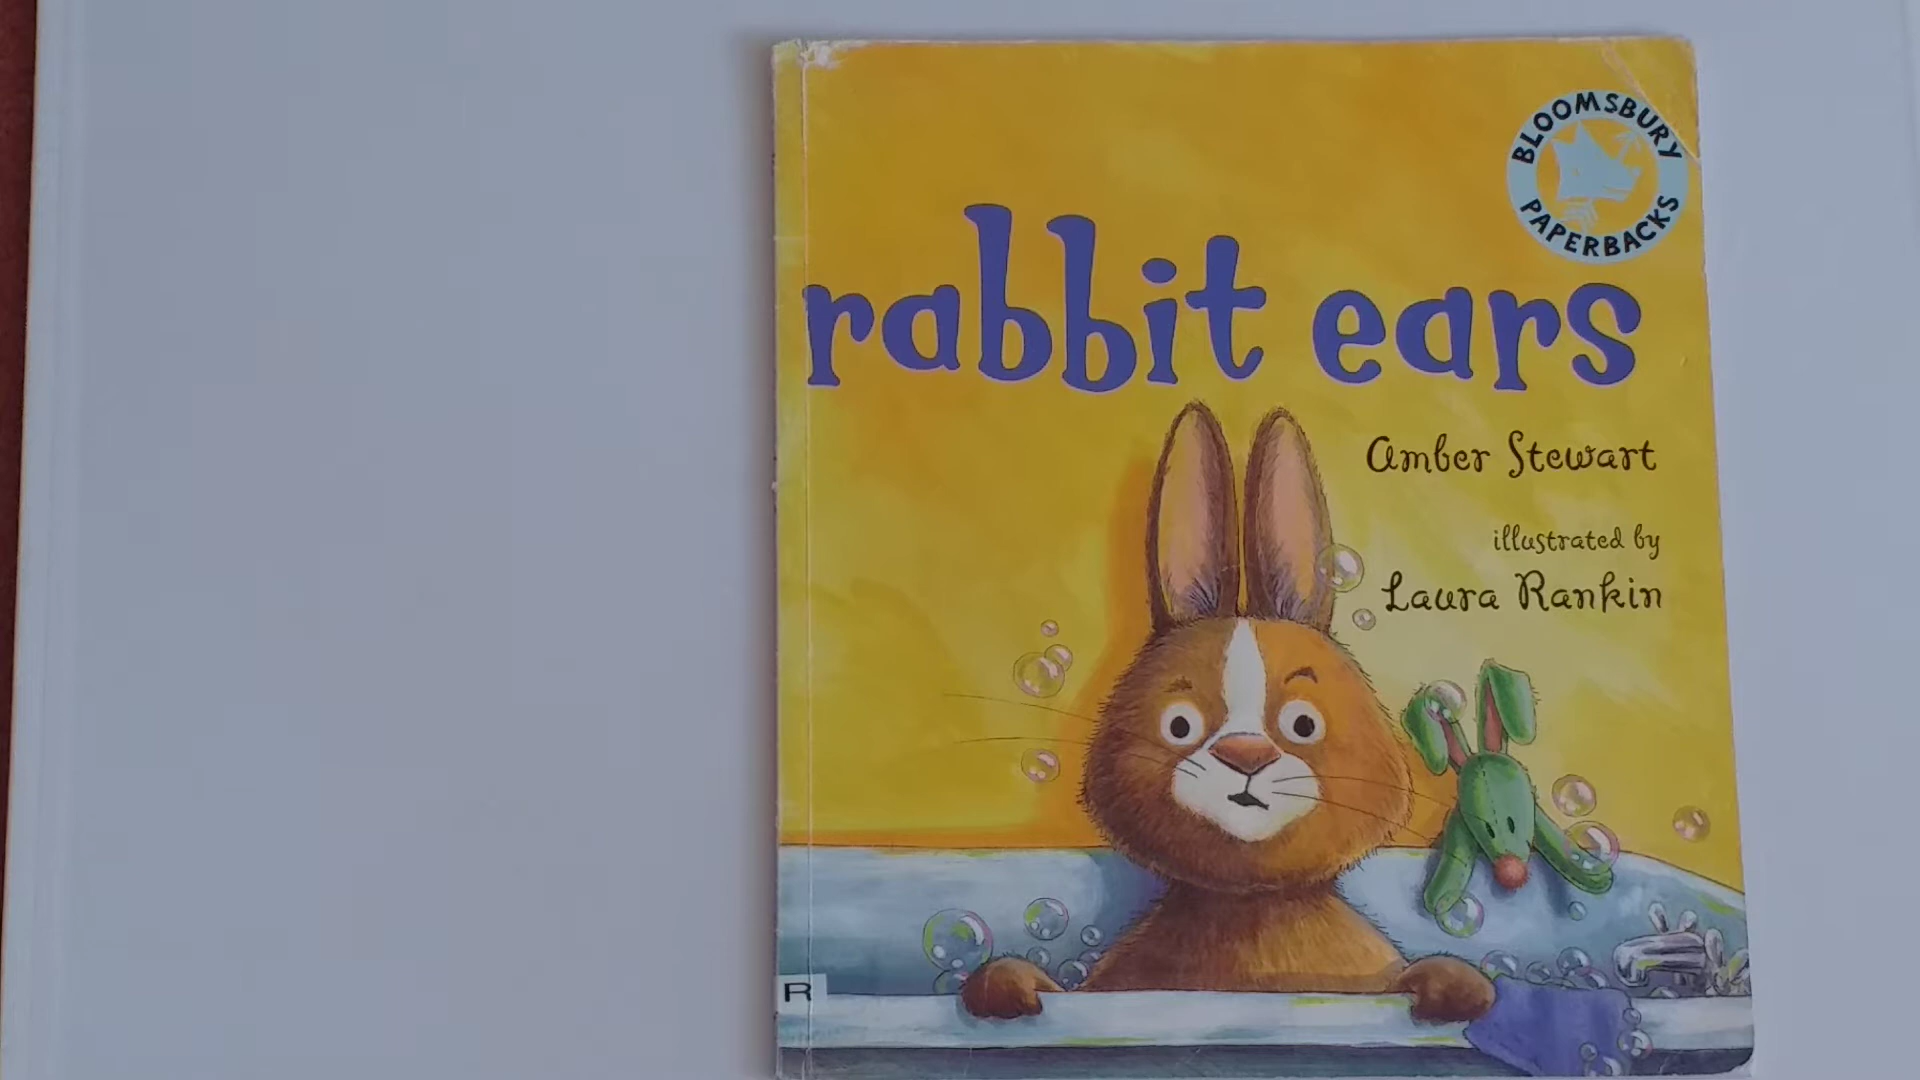 BLOOMSBURY
PAPERBACKS
rabbit ears
Amber Stewart
illustrated by
Laura Rankin
R